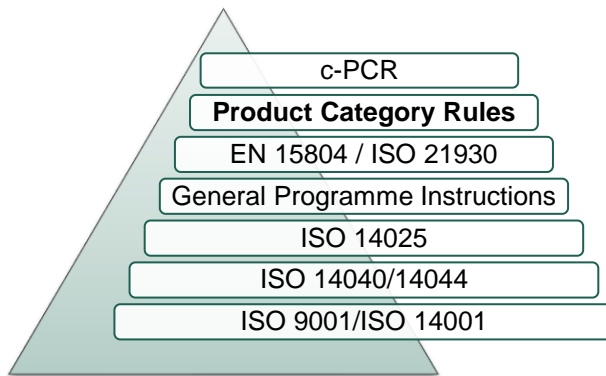 c-PCR
Product Category Rules
EN 15804 / ISO 21930
General Programme Instructions
ISO 14025
ISO 14040/14044
ISO 9001/ISO 14001